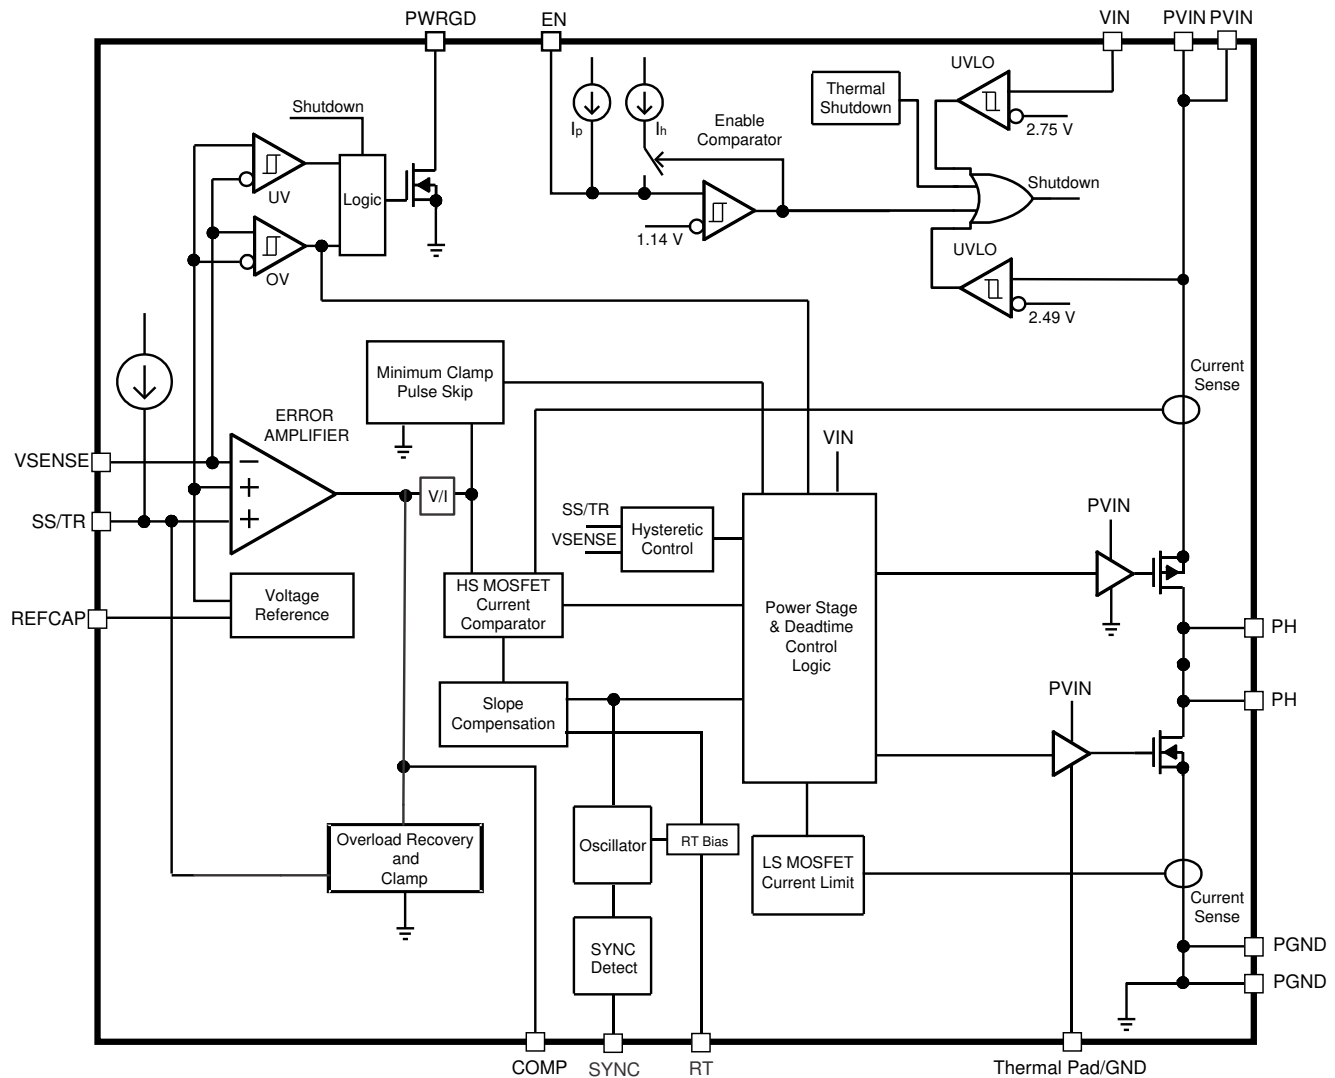 PWRGD
EN
VIN
PVIN PVIN
UVLO
Thermal
Shutdown
2.75 V
Shutdown
Ip
Ih
Enable
Comparator
UV
Logic
Shutdown
1.14 V
OV
UVLO
2.49 V
Current
Sense
Minimum Clamp
Pulse Skip
ERROR
AMPLIFIER
VIN
VSENSE
V/I
SS/TR
SS/TR
VSENSE
Hysteretic
Control
PVIN
Voltage
Reference
HS MOSFET
Current
Comparator
REFCAP
Power Stage
& Deadtime
Control
Logic
PH
PVIN
PH
Slope
Compensation
Overload Recovery
and
Clamp
Oscillator
RT Bias
LS MOSFET
Current Limit
Current
Sense
SYNC
Detect
PGND
PGND
COMP
SYNC
RT
Thermal Pad/GND